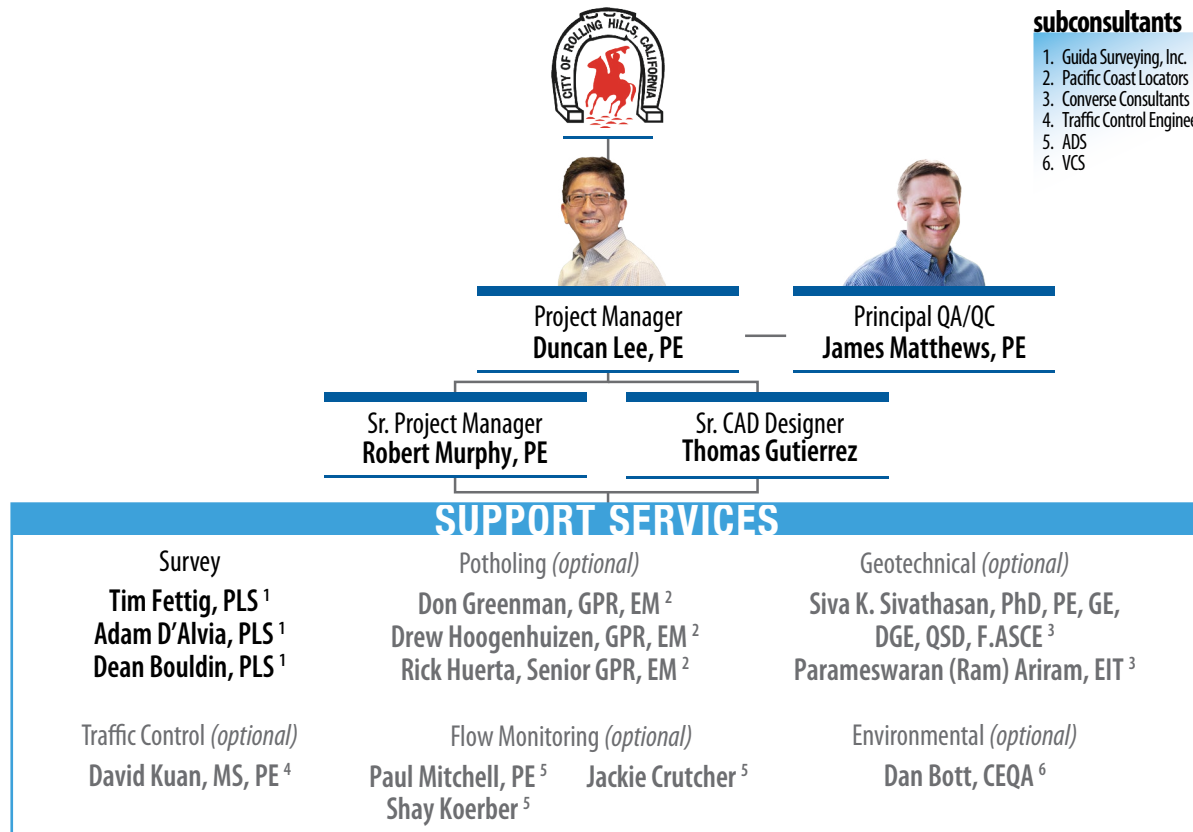 CITY OF ROLLING HILLS, CALIFORNIA
subconsultants
1. Guida Surveying, Inc.
2. Pacific Coast Locators
3. Converse Consultants
4. Traffic Control Enginee
5. ADS
6. VCS
Project Manager
Duncan Lee, PE
Principal QA/QC
James Matthews, PE
Sr. Project Manager
Robert Murphy, PE
Sr. CAD Designer
Thomas Gutierrez
SUPPORT SERVICES
Survey
Tim Fettig, PLS 1
Adam D'Alvia, PLS 1
Dean Bouldin, PLS 1
Potholing (optional)
Don Greenman, GPR, EM 2
Drew Hoogenhuizen, GPR, EM 2
Rick Huerta, Senior GPR, EM 2
Geotechnical (optional)
Siva K. Sivathasan, PhD, PE, GE,
DGE, QSD, F.ASCE 3
Parameswaran (Ram) Ariram, EIT 3
Traffic Control (optional)
David Kuan, MS, PE 4
Flow Monitoring (optional)
Paul Mitchell, PE 5
Jackie Crutcher 5
Shay Koerber 5
Environmental (optional)
Dan Bott, CEQA 6